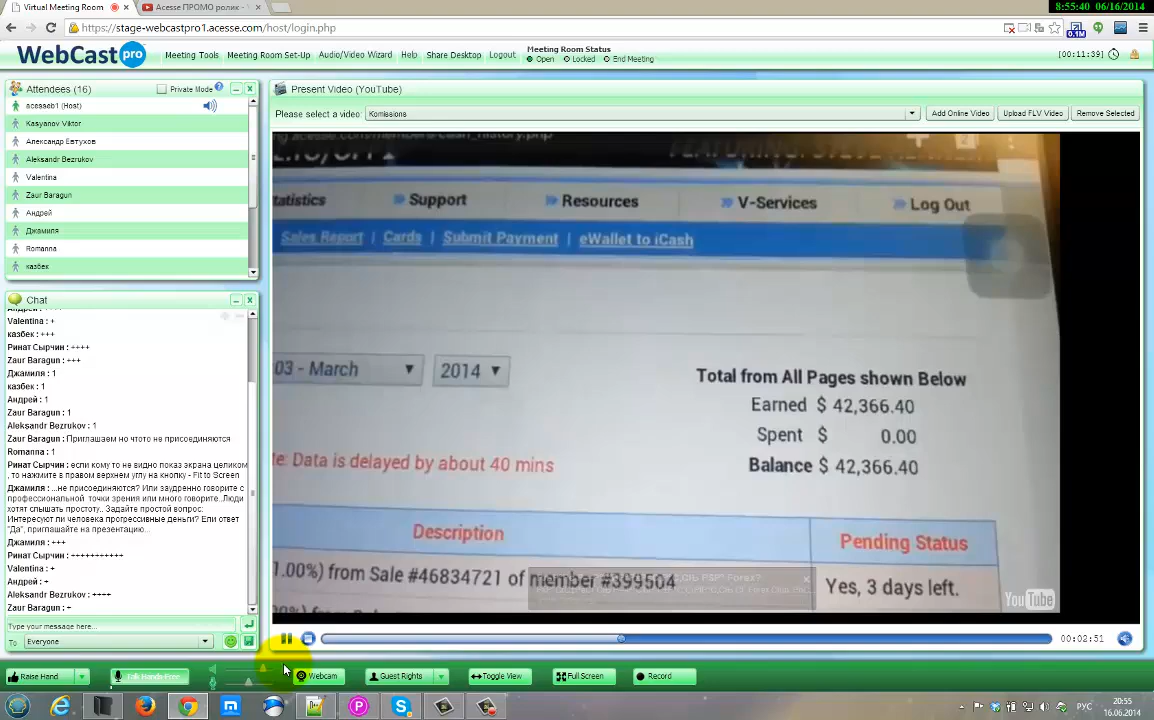 8:55:40 06/16/2014
Virtual Meeting Room
Acesse ПРОМО ролик -
https://stage-webcastpro1.acesse.com/host/login.php
WebCast pro
Meeting Tools
Meeting Room Set-Up
Audio/Video Wizard
Help
Share Desktop
Logout
Meeting Room Status
Open Locked End Meeting
[00:11:39]
Attendees (16)
Private Mode
acesseb1 (Host)
Kasyanov Viktor
Александр Евтухов
Aleksandr Bezrukov
Valentina
Zaur Baragun
Андрей
Джамиля
Romanna
казбек
Chat
Андрей : ++++
Valentina : +
казбек : +++
Ринат Сырчин : ++++
Zaur Baragun : +++
Джамиля : 1
казбек : 1
Андрей : 1
Zaur Baragun : 1
Aleksandr Bezrukov : 1
Zaur Baragun : Приглашаем но чтото не присоединяются
Romanna : 1
Ринат Сырчин : если кому то не видно показ экрана целиком
, то нажмите в правом верхнем углу на кнопку - Fit to Screen
Джамиля : ...не присоединяются? Или заудренно говорите с
профессиональной точки зрения или много говорите..Люди
хотят слышать простоту.. Задайте простой вопрос:
Интересуют ли человека прогрессивные деньги? Ели ответ
"Да", приглашайте на презентацию...
Джамиля : +++
Ринат Сырчин : +++++++++++
Valentina : +
Андрей : +
Aleksandr Bezrukov : ++++
Zaur Baragun : +
Type your message here...
To Everyone
Present Video (YouTube)
Please select a video: Komissions
Add Online Video
Upload FLV Video
Remove Selected
acesse.com/members/cash_history.php
tatistics
Support
Resources
V-Services
Log Out
Sales Report | Cards | Submit Payment | eWallet to iCash
03 - March
2014
Total from All Pages shown Below
Earned $ 42,366.40
Spent $ 0.00
Balance $ 42,366.40
te: Data is delayed by about 40 mins
Description
Pending Status
1.00%) from Sale #46834721 of member #399504
Yes, 3 days left.
YouTube
00:02:51
Raise Hand
Talk Hands-Free
Webcam
Guest Rights
Toggle View
Full Screen
Record
РУС
20:55
16.06.2014